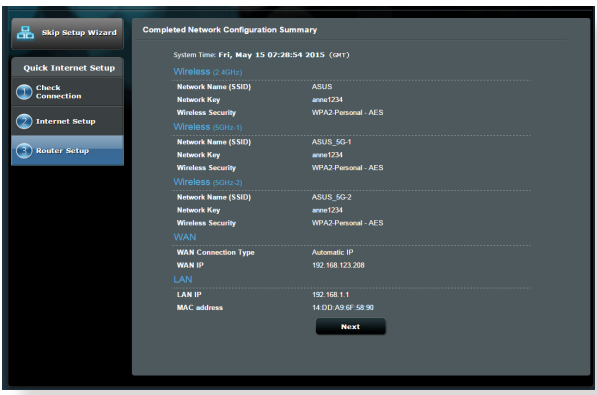 Skip Setup Wizard
Quick Internet Setup
1 Check Connection
2 Internet Setup
3 Router Setup
Completed Network Configuration Summary
System Time: Fri, May 15 07:28:54 2015 (GMT)
Wireless (2.4GHz)
Network Name (SSID) ASUS
Network Key anne1234
Wireless Security WPA2-Personal - AES
Wireless (5GHz-1)
Network Name (SSID) ASUS_5G-1
Network Key anne1234
Wireless Security WPA2-Personal - AES
Wireless (5GHz-2)
Network Name (SSID) ASUS_5G-2
Network Key anne1234
Wireless Security WPA2-Personal - AES
WAN
WAN Connection Type Automatic IP
WAN IP 192.168.123.208
LAN
LAN IP 192.168.1.1
MAC address 14:DD:A9:6F:58:90
Next